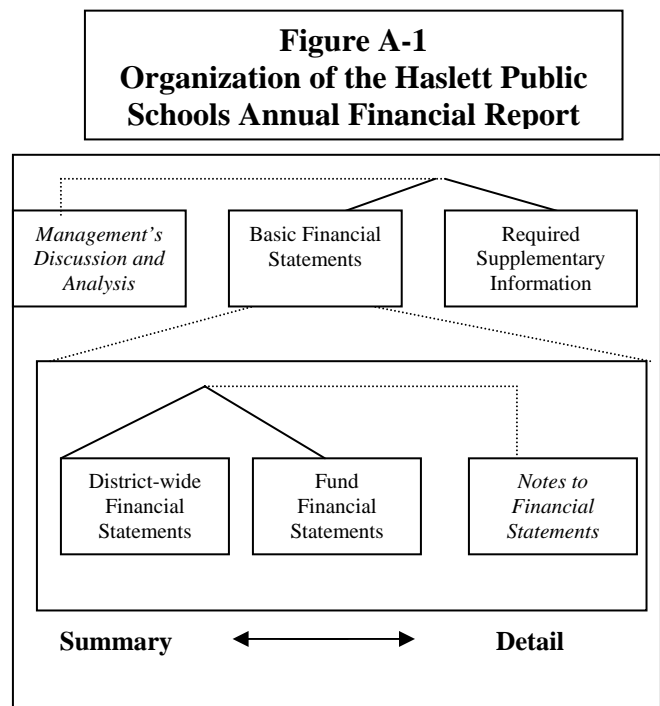 Figure A-1
Organization of the Haslett Public
Schools Annual Financial Report
Management's
Discussion and
Analysis
Basic Financial
Statements
Required
Supplementary
Information
District-wide
Financial
Statements
Fund
Financial
Statements
Notes to
Financial
Statements
Summary
Detail